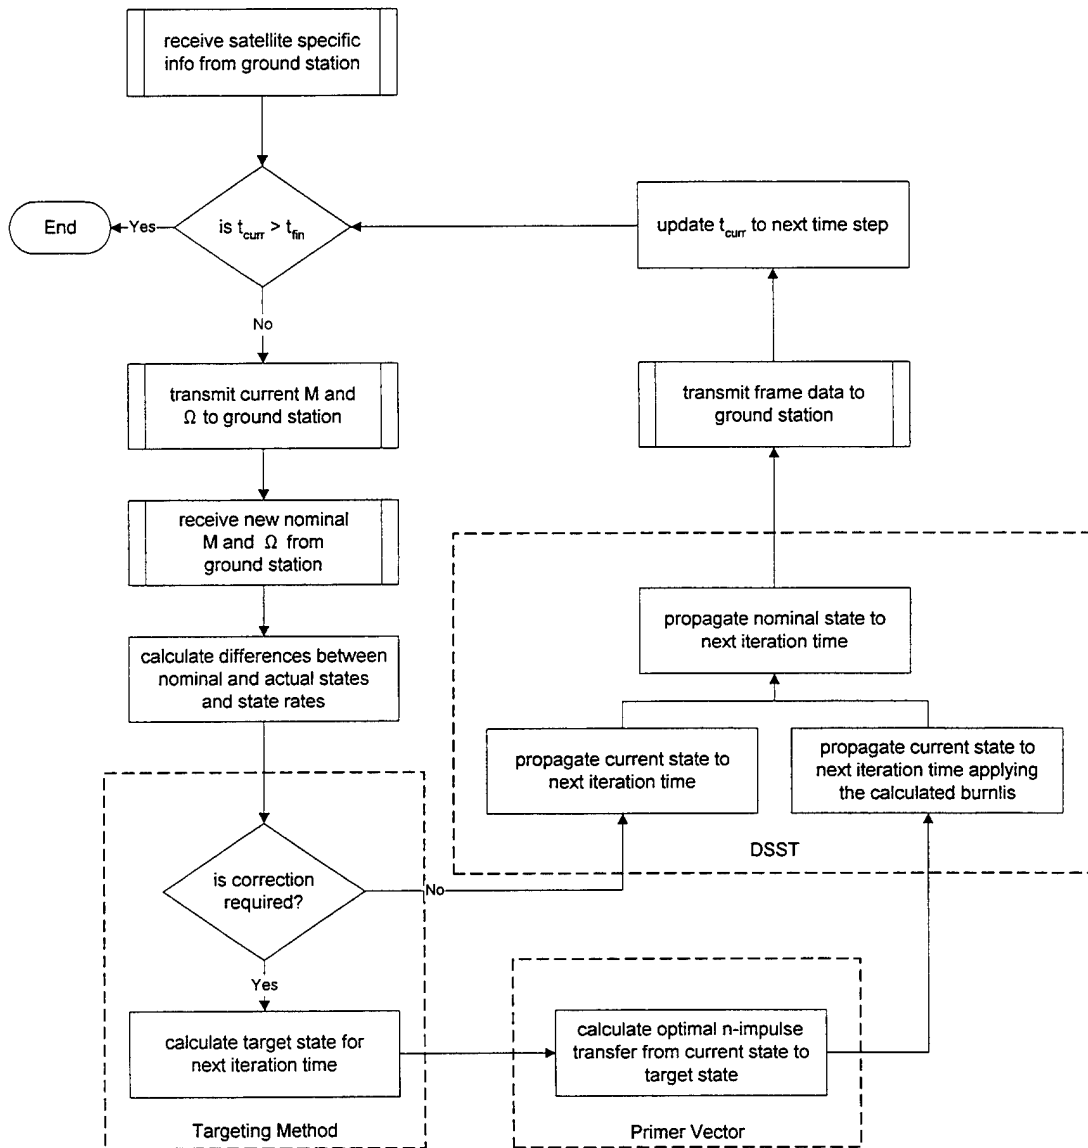 receive satellite specific
info from ground station
End
Yes
is t_curr > t_fin
update t_curr to next time step
No
transmit current M and
Ω to ground station
transmit frame data to
ground station
receive new nominal
M and Ω from
ground station
propagate nominal state to
next iteration time
calculate differences between
nominal and actual states
and state rates
propagate current state to
next iteration time
propagate current state to
next iteration time applying
the calculated burnlis
DSST
is correction
required?
No
Yes
calculate target state for
next iteration time
calculate optimal n-impulse
transfer from current state to
target state
Targeting Method
Primer Vector